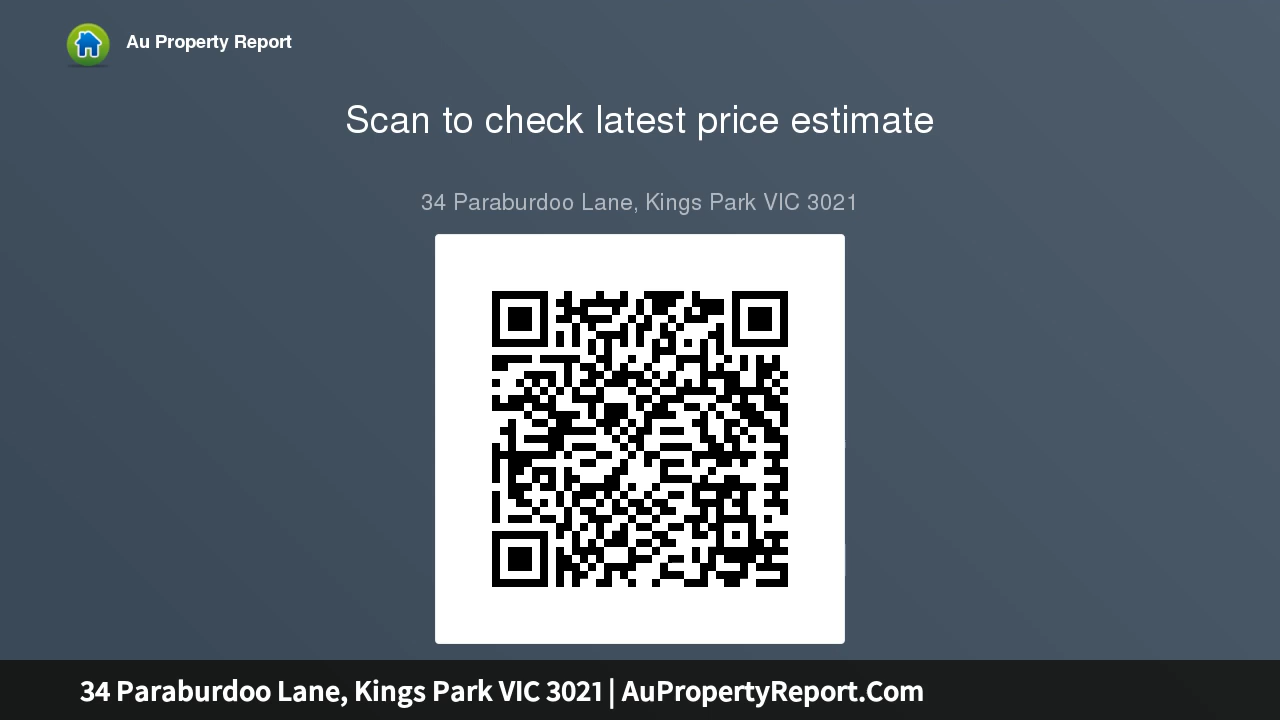 Au Property Report
Scan to check latest price estimate
34 Paraburdoo Lane, Kings Park VIC 3021
34 Paraburdoo Lane, Kings Park VIC 3021 | AuPropertyReport.Com